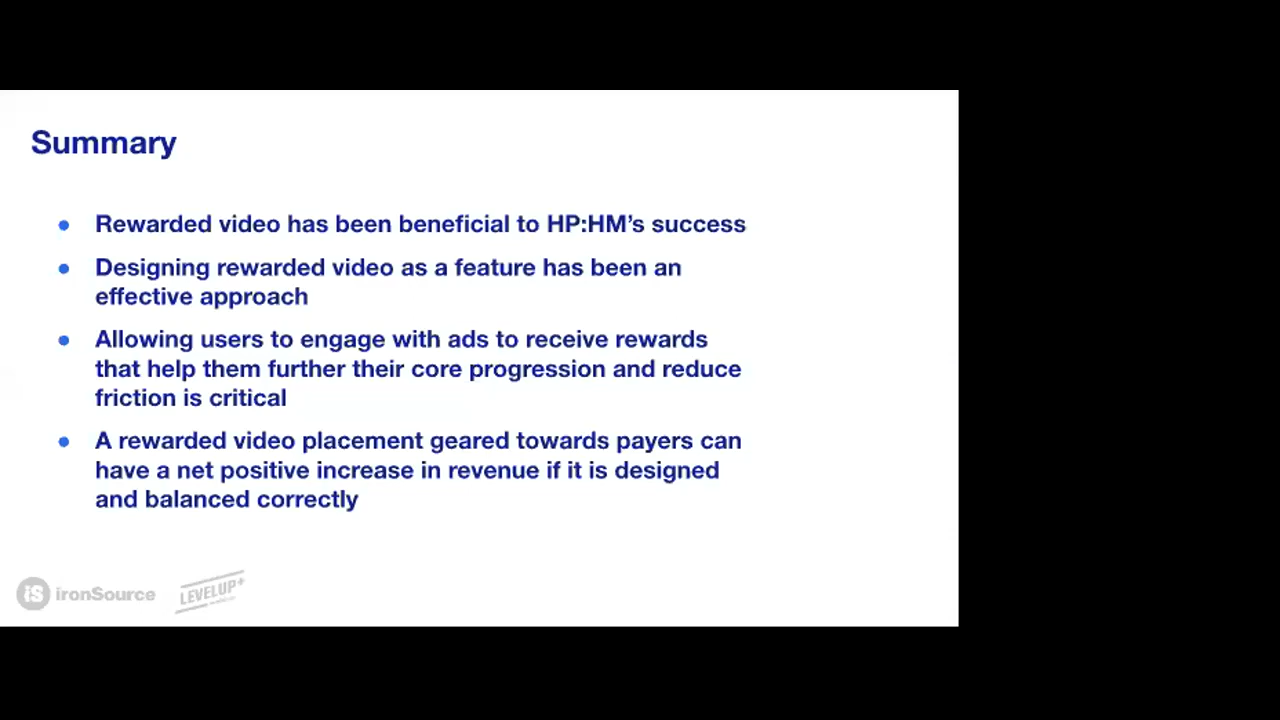 Summary
● Rewarded video has been beneficial to HP:HM's success
● Designing rewarded video as a feature has been an
effective approach
● Allowing users to engage with ads to receive rewards
that help them further their core progression and reduce
friction is critical
● A rewarded video placement geared towards payers can
have a net positive increase in revenue if it is designed
and balanced correctly
iS ironSource
LEVELUP+